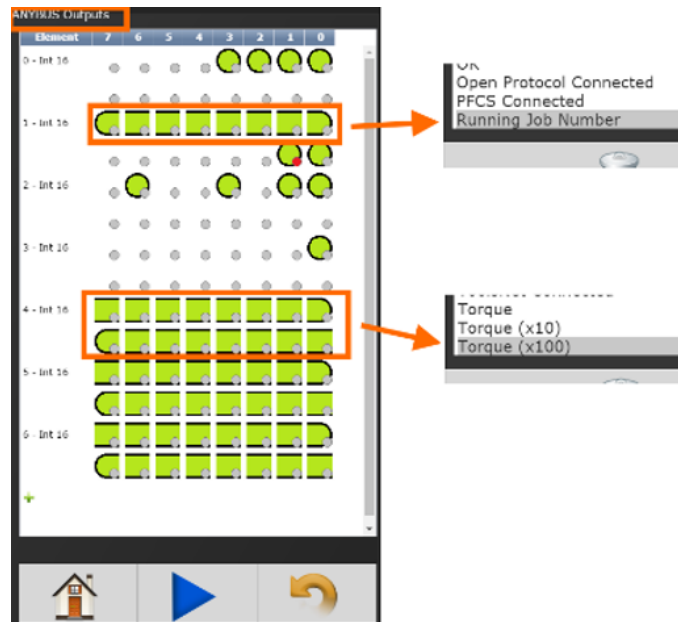 ANYBUS Outputs
Element 7 6 5 4 3 2 1 0
0 - Int 16
1 - Int 16
2 - Int 16
3 - Int 16
4 - Int 16
5 - Int 16
6 - Int 16
OK
Open Protocol Connected
PFCS Connected
Running Job Number
Connected
Torque
Torque (x10)
Torque (x100)